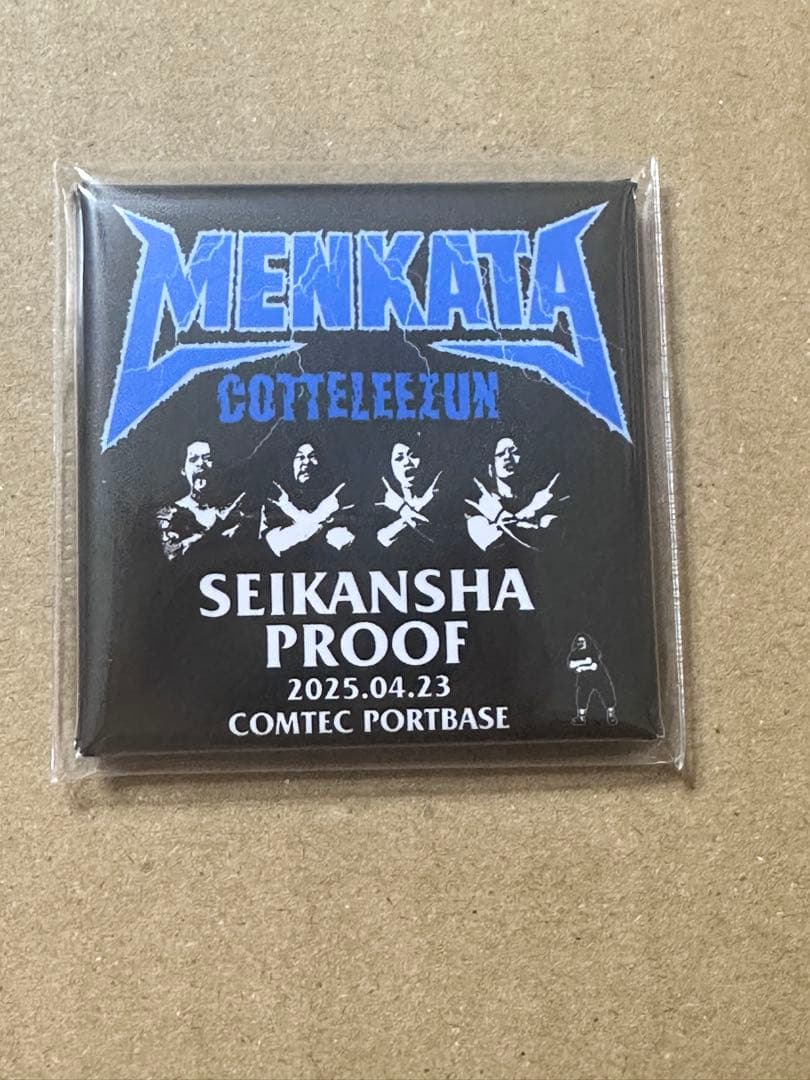 MENKATA
COTTELEEZUN
SEIKANSHA
PROOF
2025.04.23
COMTEC PORTBASE